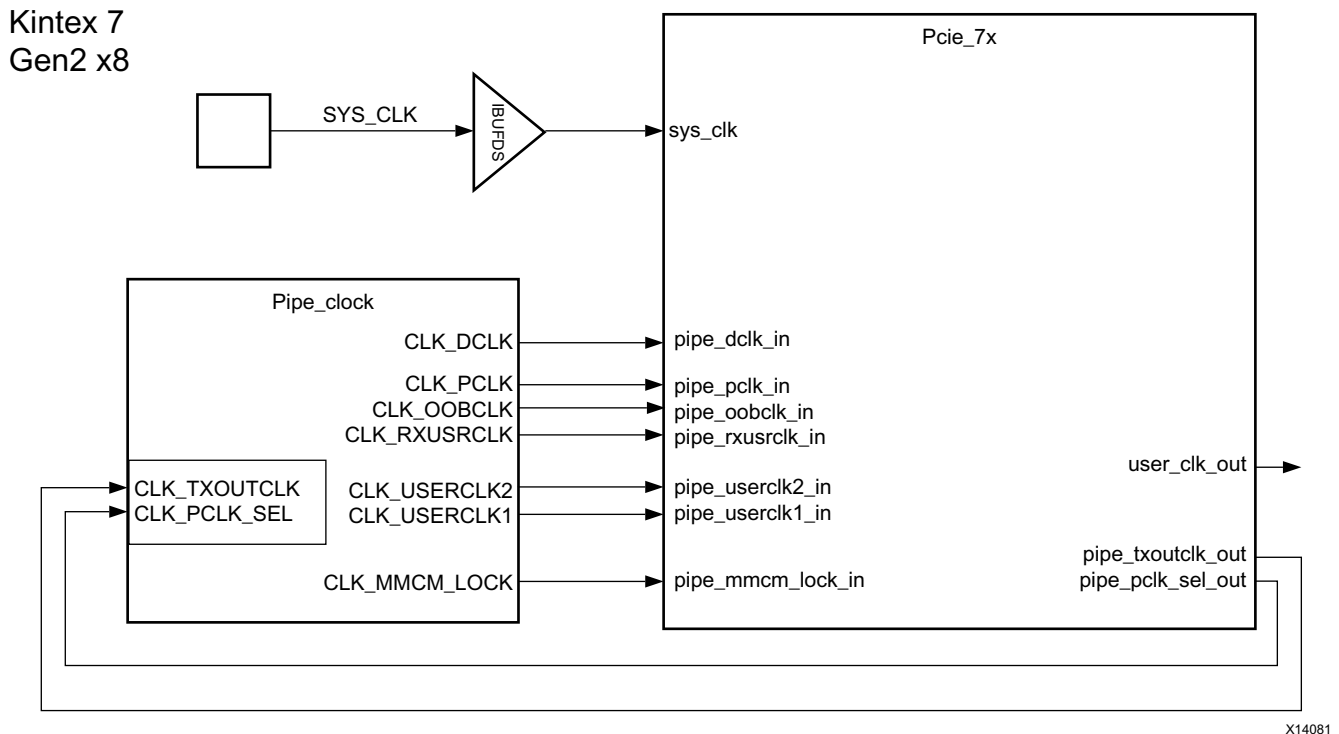 Kintex 7
Gen2 x8
Pcie_7x
SYS_CLK
IBUFDS
sys_clk
Pipe_clock
CLK_DCLK
pipe_dclk_in
CLK_PCLK
pipe_pclk_in
CLK_OOBCLK
pipe_oobclk_in
CLK_RXUSRCLK
pipe_rxusrclk_in
user_clk_out
CLK_TXOUTCLK
CLK_USERCLK2
pipe_userclk2_in
CLK_PCLK_SEL
CLK_USERCLK1
pipe_userclk1_in
pipe_txoutclk_out
CLK_MMCM_LOCK
pipe_mmcm_lock_in
pipe_pclk_sel_out
X14081